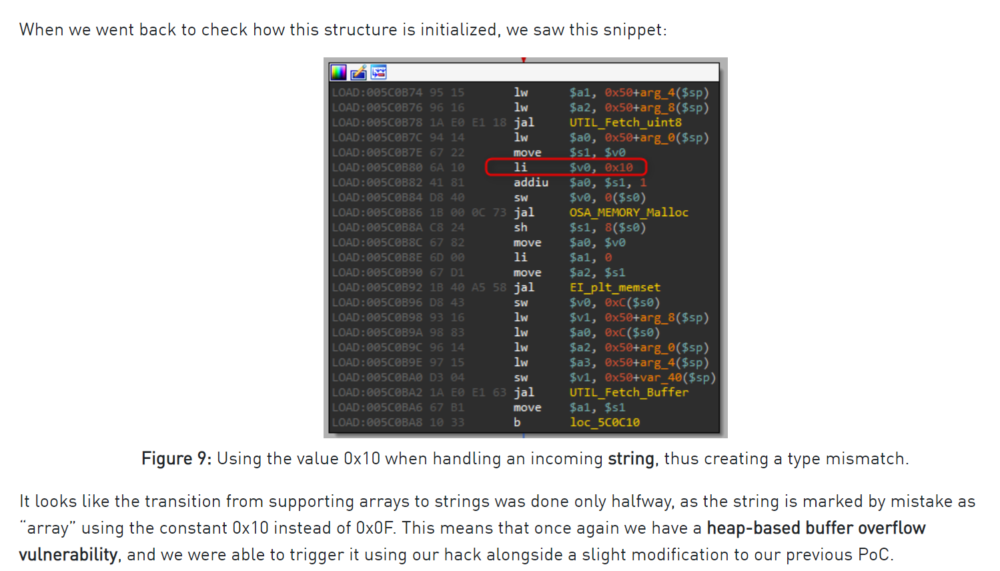 When we went back to check how this structure is initialized, we saw this snippet:
LOAD:005C0B74 95 15 lw $a1, 0x50+arg_4($sp)
LOAD:005C0B76 96 16 lw $a2, 0x50+arg_8($sp)
LOAD:005C0B78 1A E0 E1 18 jal UTIL_Fetch_uint8
LOAD:005C0B7C 94 14 lw $a0, 0x50+arg_0($sp)
LOAD:005C0B7E 67 22 move $s1, $v0
LOAD:005C0B80 6A 10 li $v0, 0x10
LOAD:005C0B82 41 81 addiu $a0, $s1, 1
LOAD:005C0B84 D8 40 sw $v0, 0($s0)
LOAD:005C0B86 1B 00 0C 73 jal OSA_MEMORY_Malloc
LOAD:005C0B8A C8 24 sh $s1, 8($s0)
LOAD:005C0B8C 67 82 move $a0, $v0
LOAD:005C0B8E 6D 00 li $a1, 0
LOAD:005C0B90 67 D1 move $a2, $s1
LOAD:005C0B92 1B 40 A5 58 jal EI_plt_memset
LOAD:005C0B96 D8 43 sw $v0, 0xC($s0)
LOAD:005C0B98 93 16 lw $v1, 0x50+arg_8($sp)
LOAD:005C0B9A 98 83 lw $a0, 0xC($s0)
LOAD:005C0B9C 96 14 lw $a2, 0x50+arg_0($sp)
LOAD:005C0B9E 97 15 lw $a3, 0x50+arg_4($sp)
LOAD:005C0BA0 D3 04 sw $v1, 0x50+var_40($sp)
LOAD:005C0BA2 1A E0 E1 63 jal UTIL_Fetch_Buffer
LOAD:005C0BA6 67 B1 move $a1, $s1
LOAD:005C0BA8 10 33 b loc_5C0C10
Figure 9: Using the value 0x10 when handling an incoming string, thus creating a type mismatch.
It looks like the transition from supporting arrays to strings was done only halfway, as the string is marked by mistake as
“array” using the constant 0x10 instead of 0x0F. This means that once again we have a heap-based buffer overflow
vulnerability, and we were able to trigger it using our hack alongside a slight modification to our previous PoC.